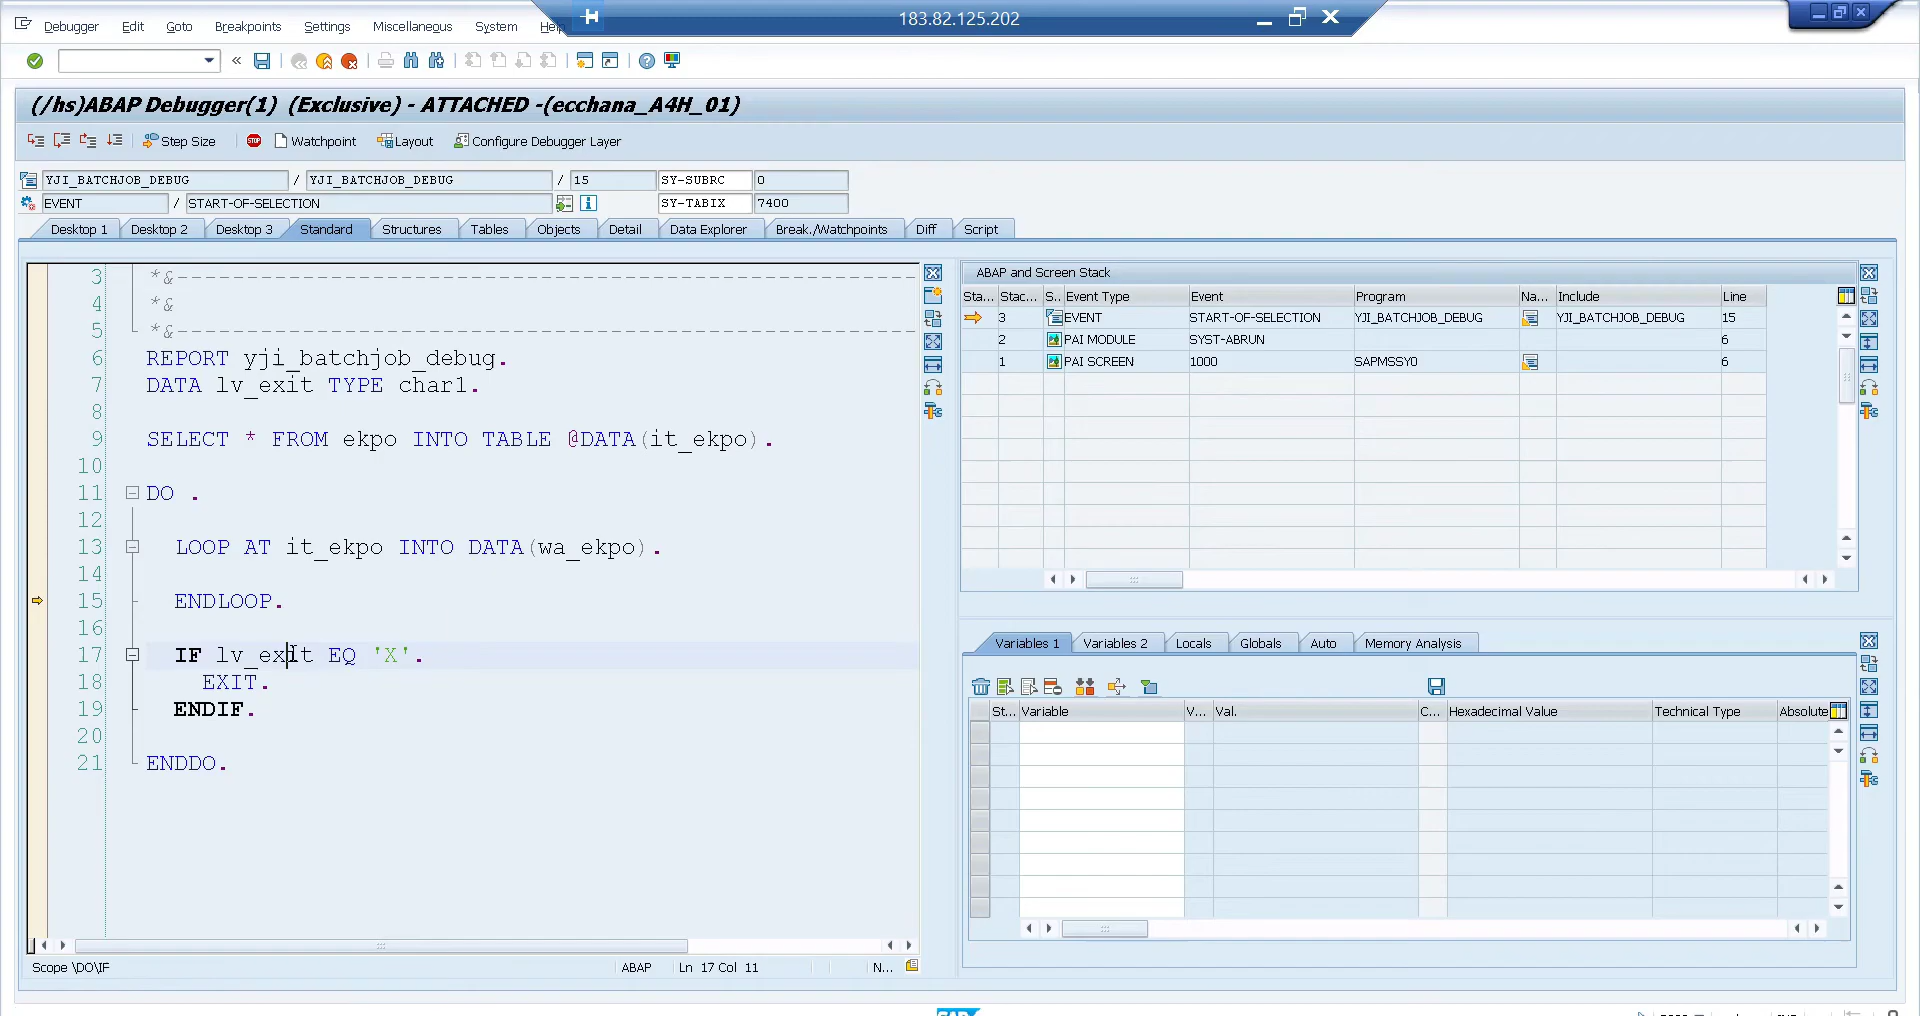 183.82.125.202
Debugger Edit Goto Breakpoints Settings Miscellaneous System Help
(/hs)ABAP Debugger(1) (Exclusive) - ATTACHED -(ecchana_A4H_01)
Step Size STOP Watchpoint Layout Configure Debugger Layer
YJI_BATCHJOB_DEBUG / YJI_BATCHJOB_DEBUG / 15 SY-SUBRC 0
EVENT / START-OF-SELECTION SY-TABIX 7400
Desktop 1 Desktop 2 Desktop 3 Standard Structures Tables Objects Detail Data Explorer Break./Watchpoints Diff Script
3 *&---------------------------------------------------------------------
4 *&
5 *&---------------------------------------------------------------------
6 REPORT yji_batchjob_debug.
7 DATA lv_exit TYPE char1.
8
9 SELECT * FROM ekpo INTO TABLE @DATA(it_ekpo).
10
11 DO .
12
13 LOOP AT it_ekpo INTO DATA(wa_ekpo).
14
15 ENDLOOP.
16
17 IF lv_exit EQ 'X'.
18 EXIT.
19 ENDIF.
20
21 ENDDO.
Scope \DO\IF ABAP Ln 17 Col 11 N...
ABAP and Screen Stack
Sta... Stac... S.. Event Type Event Program Na... Include Line
3 EVENT START-OF-SELECTION YJI_BATCHJOB_DEBUG YJI_BATCHJOB_DEBUG 15
2 PAI MODULE SYST-ABRUN 6
1 PAI SCREEN 1000 SAPMSSY0 6
Variables 1 Variables 2 Locals Globals Auto Memory Analysis
St... Variable V... Val. C... Hexadecimal Value Technical Type Absolute
SAP